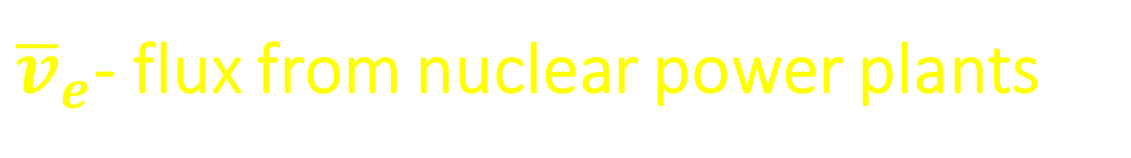 ν̅ₑ- flux from nuclear power plants